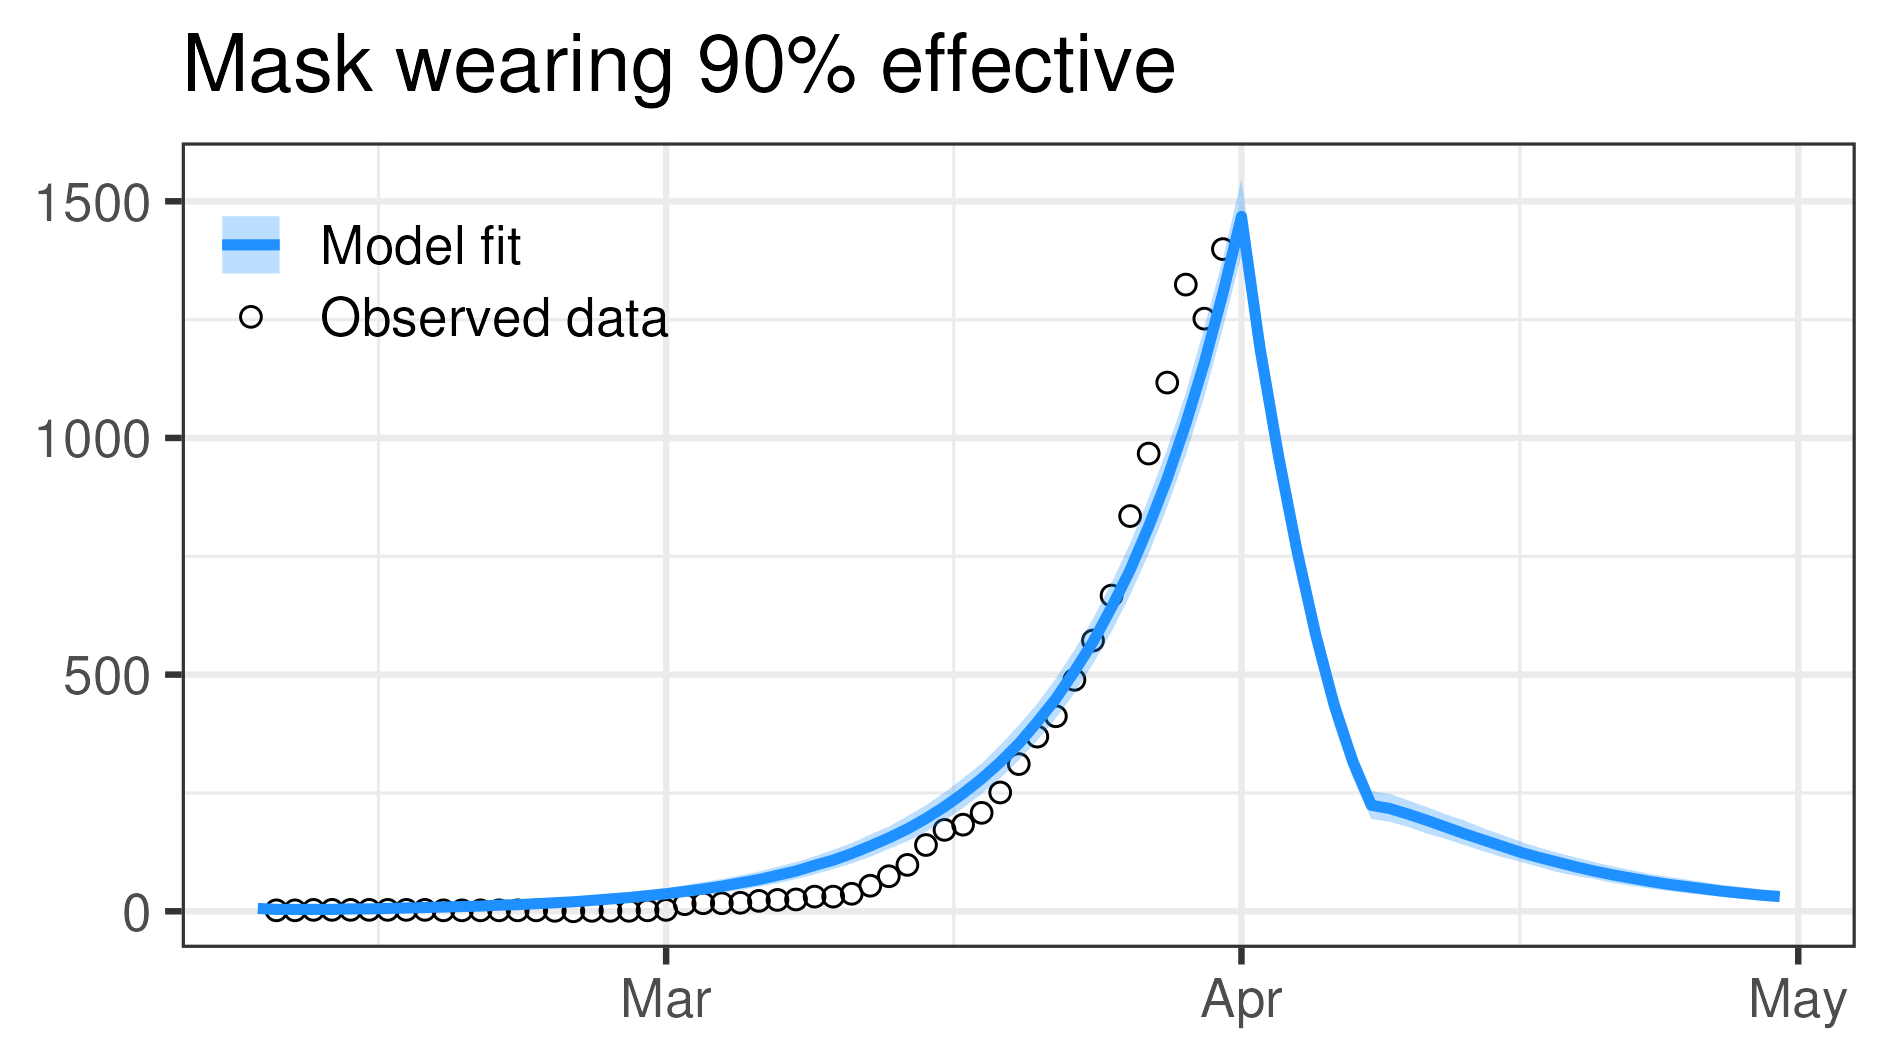 Mask wearing 90% effective
1500
Model fit
Observed data
1000
500
0
Mar Apr May